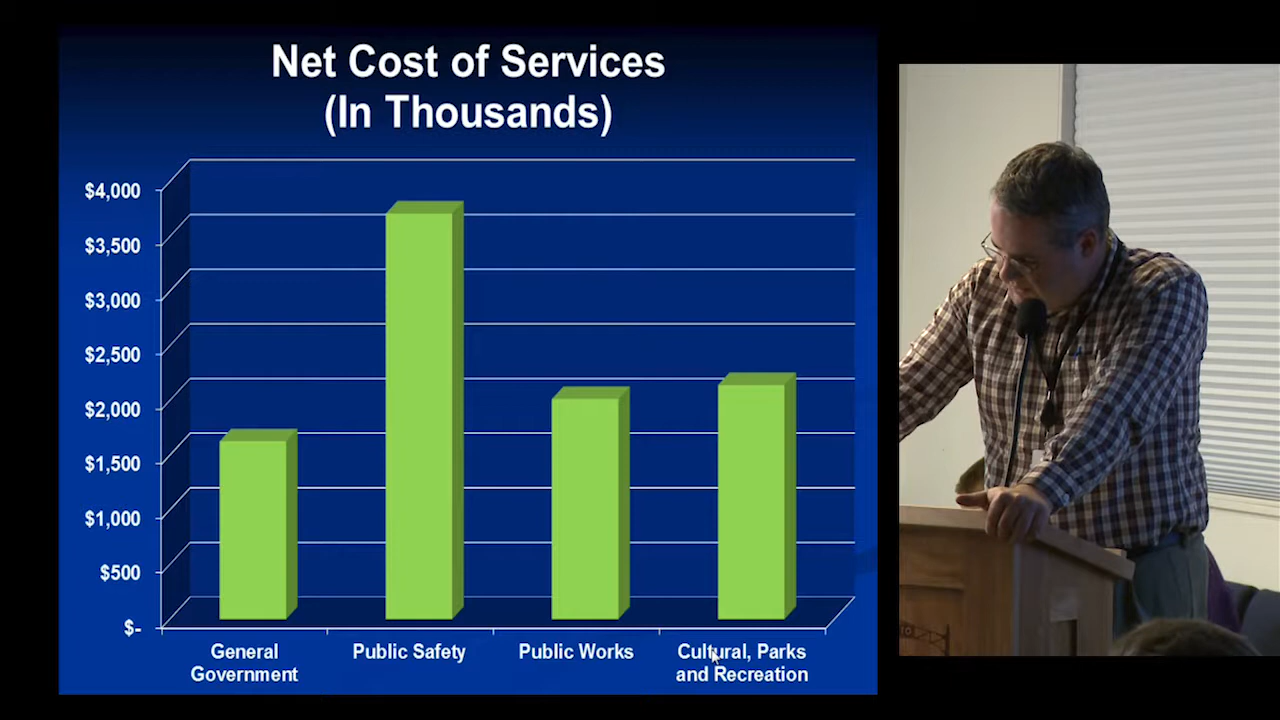 Net Cost of Services
(In Thousands)
$4,000
$3,500
$3,000
$2,500
$2,000
$1,500
$1,000
$500
$-
General
Government
Public Safety
Public Works
Cultural, Parks
and Recreation